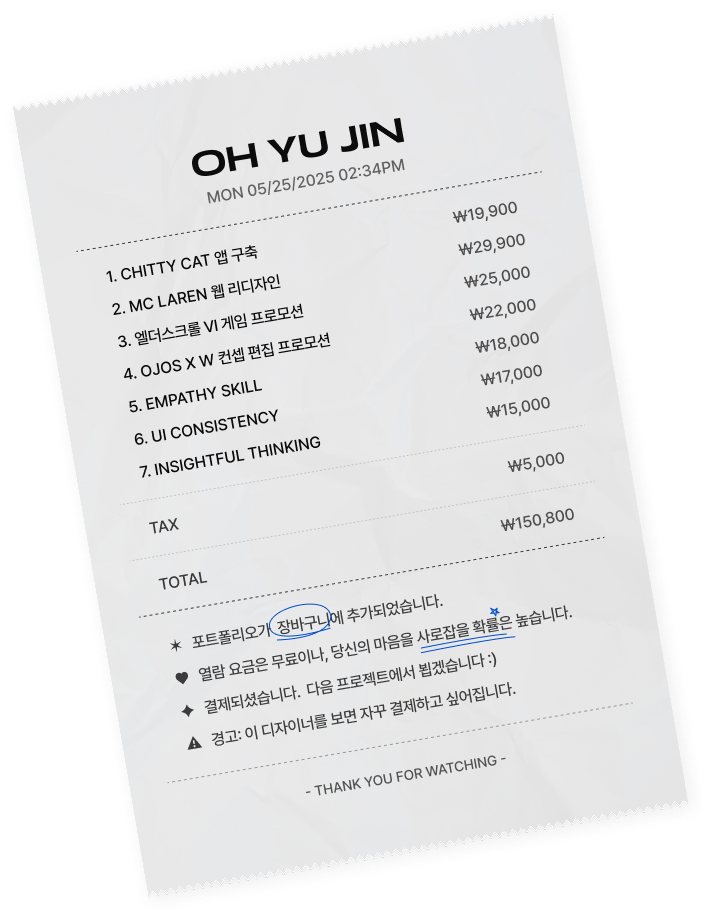 OH YU JIN
MON 05/25/2025 02:34PM
1. CHITTY CAT 앱 구축 ₩19,900
2. MC LAREN 웹 리디자인 ₩29,900
3. 엘더스크롤 VI 게임 프로모션 ₩25,000
4. OJOS X W 컨셉 편집 프로모션 ₩22,000
5. EMPATHY SKILL ₩18,000
6. UI CONSISTENCY ₩17,000
7. INSIGHTFUL THINKING ₩15,000
TAX ₩5,000
TOTAL ₩150,800
포트폴리오가 장바구니에 추가되었습니다.
열람 요금은 무료이나, 당신의 마음을 사로잡을 확률은 높습니다.
결제되셨습니다. 다음 프로젝트에서 뵙겠습니다 :)
경고: 이 디자이너를 보면 자꾸 결제하고 싶어집니다.
- THANK YOU FOR WATCHING -